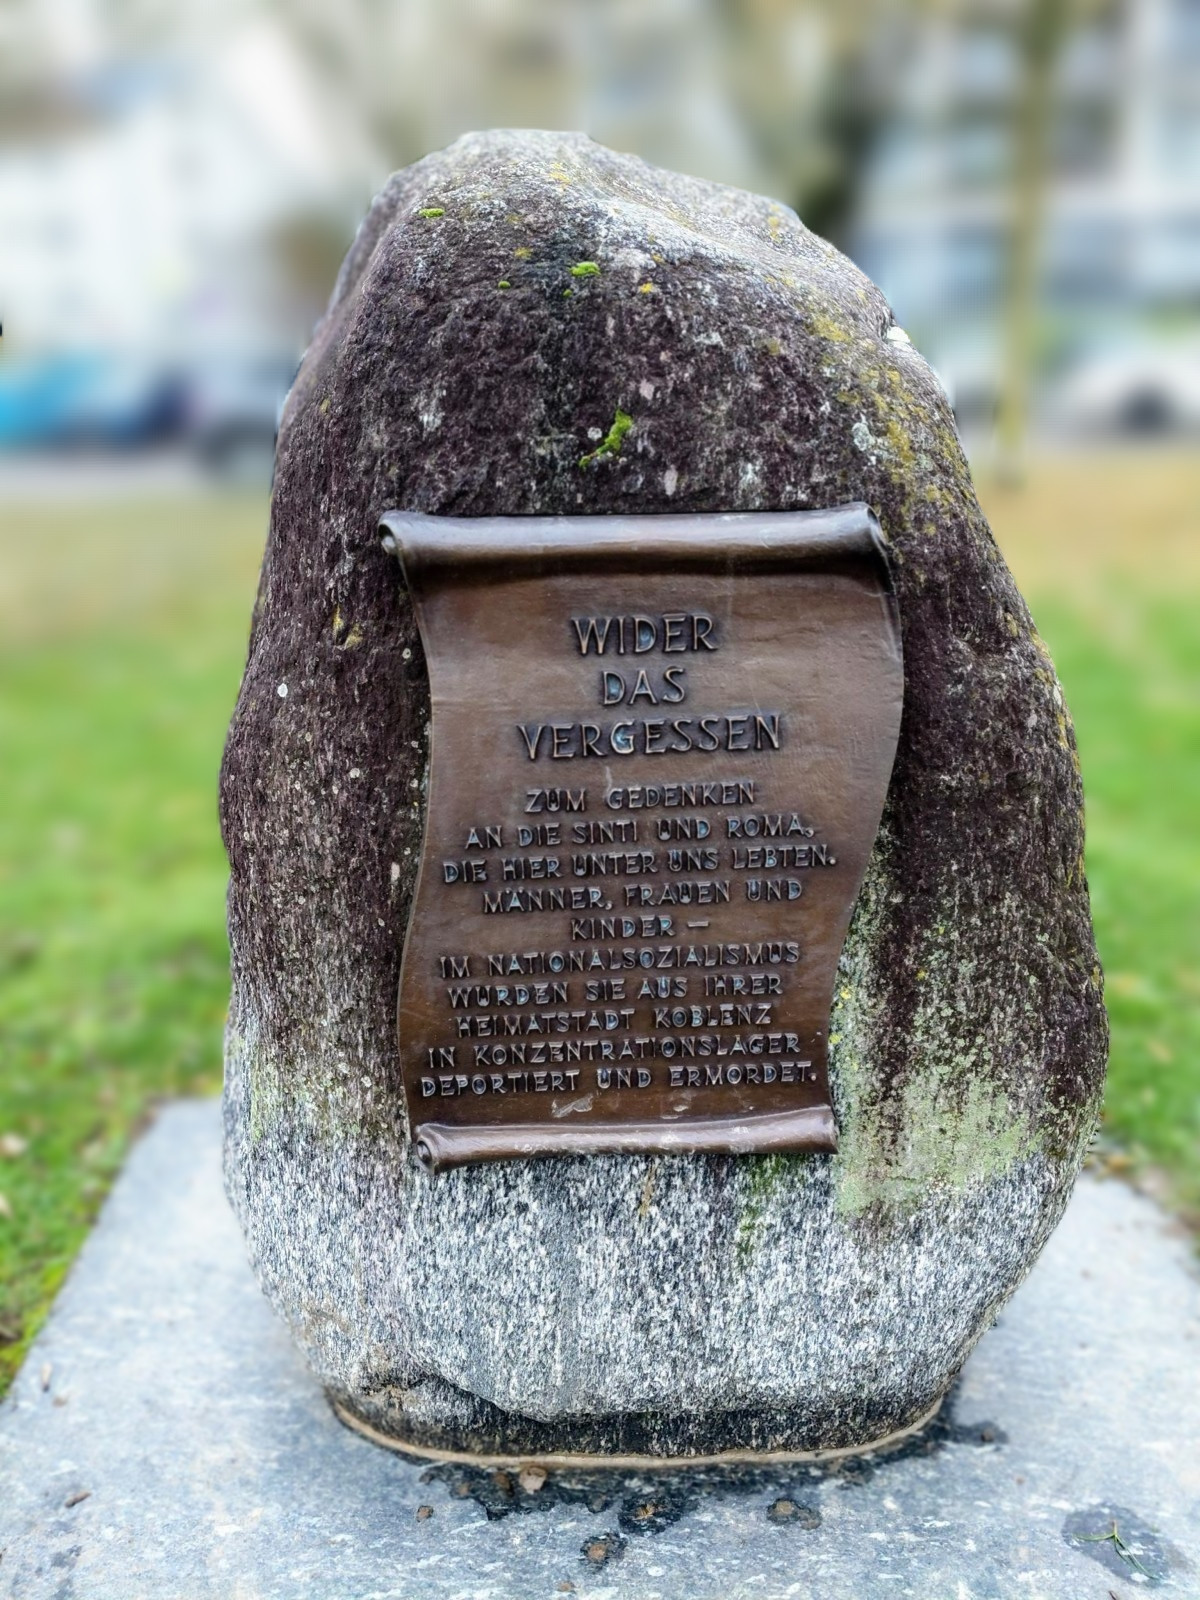 WIDER
DAS
VERGESSEN
ZUM GEDENKEN
AN DIE SINTI UND ROMA,
DIE HIER UNTER UNS LEBTEN.
MÄNNER, FRAUEN UND
KINDER –
IM NATIONALSOZIALISMUS
WURDEN SIE AUS IHRER
HEIMATSTADT KOBLENZ
IN KONZENTRATIONSLAGER
DEPORTIERT UND ERMORDET.